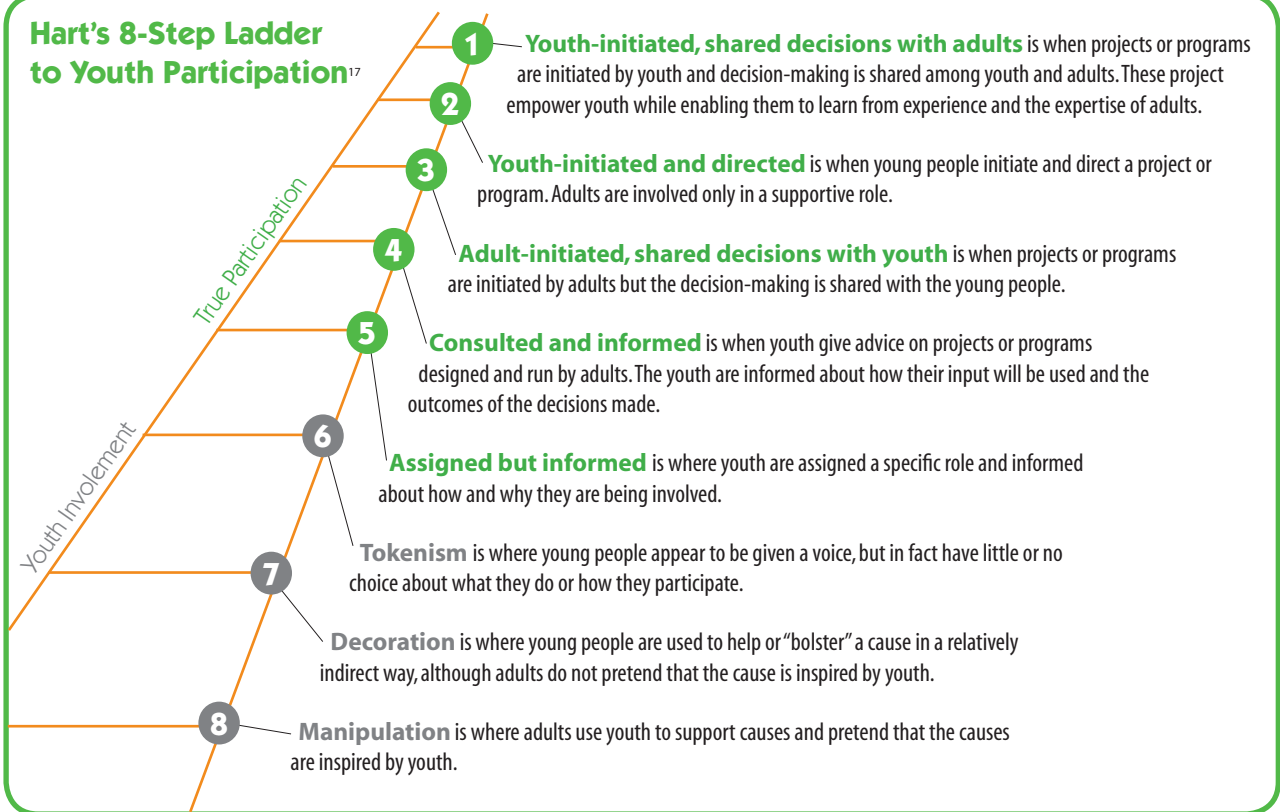 Hart's 8-Step Ladder
to Youth Participation17
1
Youth-initiated, shared decisions with adults is when projects or programs
are initiated by youth and decision-making is shared among youth and adults. These project
empower youth while enabling them to learn from experience and the expertise of adults.
2
Youth-initiated and directed is when young people initiate and direct a project or
program. Adults are involved only in a supportive role.
3
Adult-initiated, shared decisions with youth is when projects or programs
are initiated by adults but the decision-making is shared with the young people.
True Participation
4
Consulted and informed is when youth give advice on projects or programs
designed and run by adults. The youth are informed about how their input will be used and the
outcomes of the decisions made.
5
Assigned but informed is where youth are assigned a specific role and informed
about how and why they are being involved.
Youth Involement
6
Tokenism is where young people appear to be given a voice, but in fact have little or no
choice about what they do or how they participate.
7
Decoration is where young people are used to help or "bolster" a cause in a relatively
indirect way, although adults do not pretend that the cause is inspired by youth.
8
Manipulation is where adults use youth to support causes and pretend that the causes
are inspired by youth.